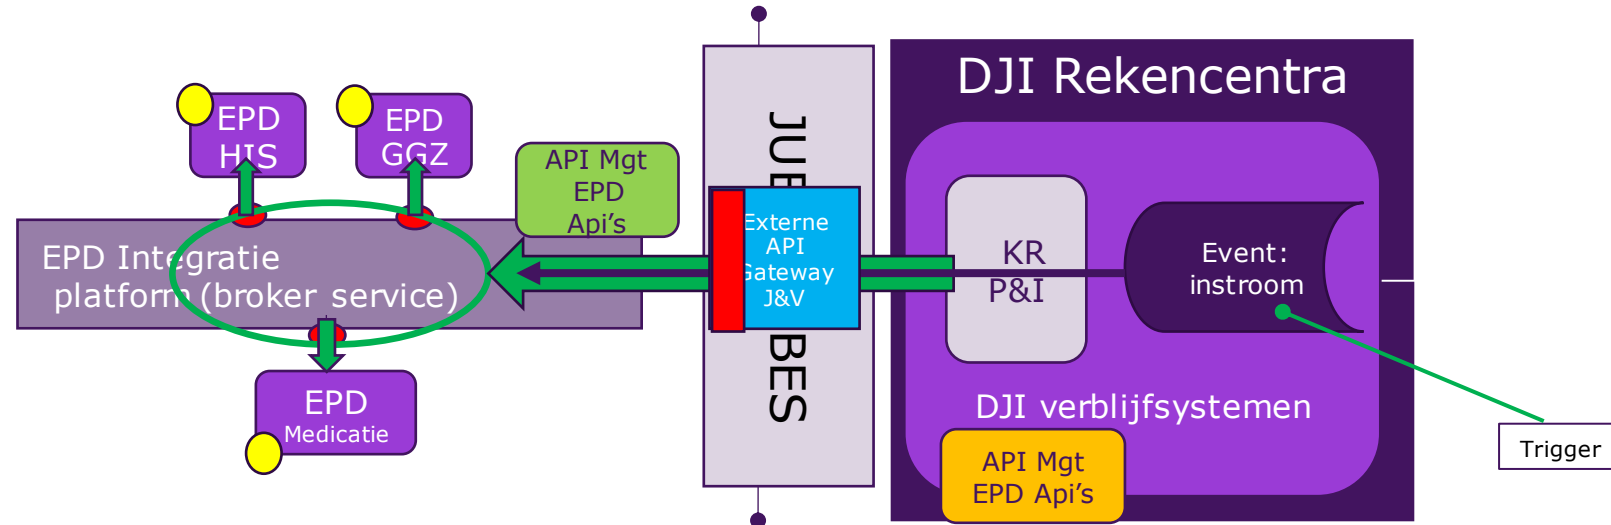 DJI Rekencentra
EPD
HIS
EPD
GGZ
API Mgt
EPD
Api's
Externe
API
Gateway
J&V
KR
P&I
Event:
instroom
EPD Integratie
platform (broker service)
EPD
Medicatie
BES
DJI verblijfsystemen
API Mgt
EPD Api's
Trigger